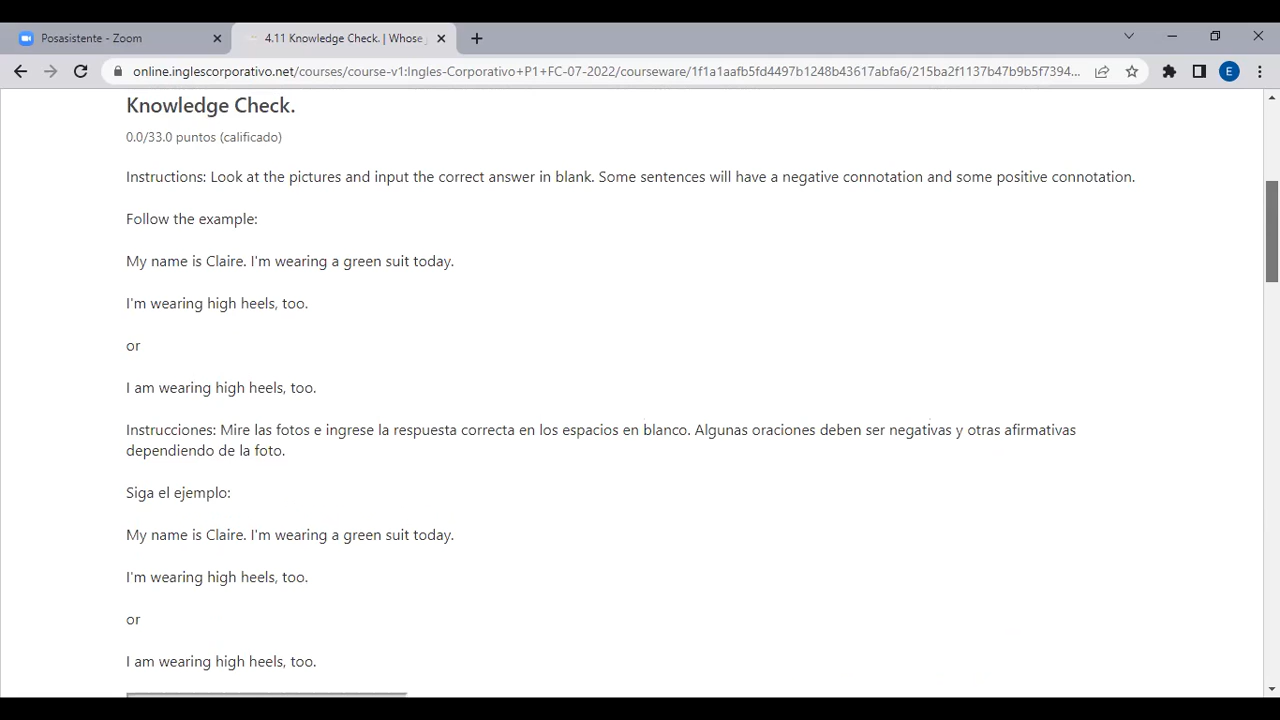 Posasistente - Zoom
4.11 Knowledge Check. | Whose
online.inglescorporativo.net/courses/course-v1:Ingles-Corporativo+P1+FC-07-2022/courseware/1f1a1aafb5fd4497b1248b43617abfa6/215ba2f1137b47b9b5f7394...
E
Knowledge Check.
0.0/33.0 puntos (calificado)
Instructions: Look at the pictures and input the correct answer in blank. Some sentences will have a negative connotation and some positive connotation.
Follow the example:
My name is Claire. I'm wearing a green suit today.
I'm wearing high heels, too.
or
I am wearing high heels, too.
Instrucciones: Mire las fotos e ingrese la respuesta correcta en los espacios en blanco. Algunas oraciones deben ser negativas y otras afirmativas
dependiendo de la foto.
Siga el ejemplo:
My name is Claire. I'm wearing a green suit today.
I'm wearing high heels, too.
or
I am wearing high heels, too.